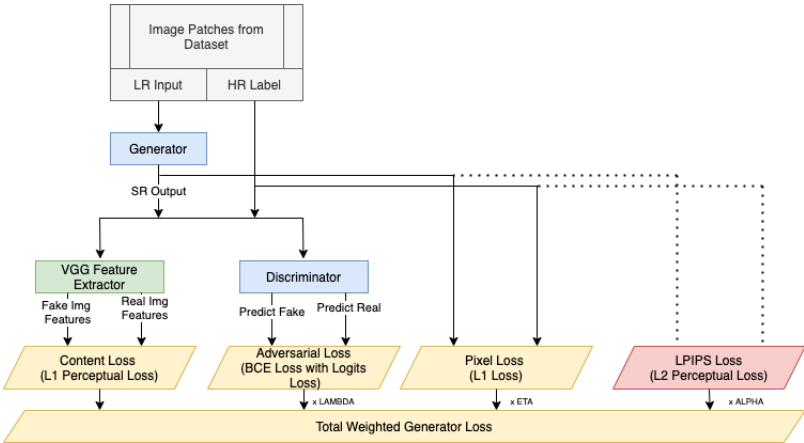 Image Patches from
Dataset
LR Input
HR Label
Generator
SR Output
VGG Feature
Extractor
Discriminator
Fake Img
Features
Real Img
Features
Predict Fake
Predict Real
Content Loss
(L1 Perceptual Loss)
Adversarial Loss
(BCE Loss with Logits
Loss)
Pixel Loss
(L1 Loss)
LPIPS Loss
(L2 Perceptual Loss)
x LAMBDA
x ETA
x ALPHA
Total Weighted Generator Loss